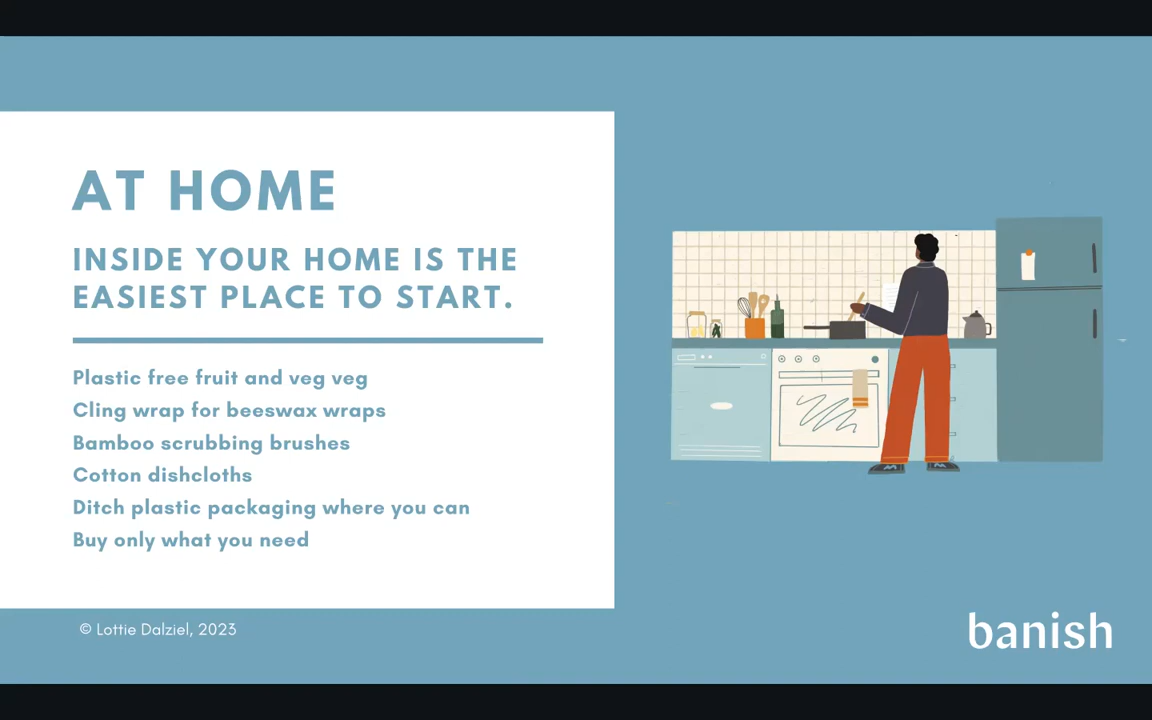 AT HOME
INSIDE YOUR HOME IS THE
EASIEST PLACE TO START.
Plastic free fruit and veg veg
Cling wrap for beeswax wraps
Bamboo scrubbing brushes
Cotton dishcloths
Ditch plastic packaging where you can
Buy only what you need
© Lottie Dalziel, 2023
banish